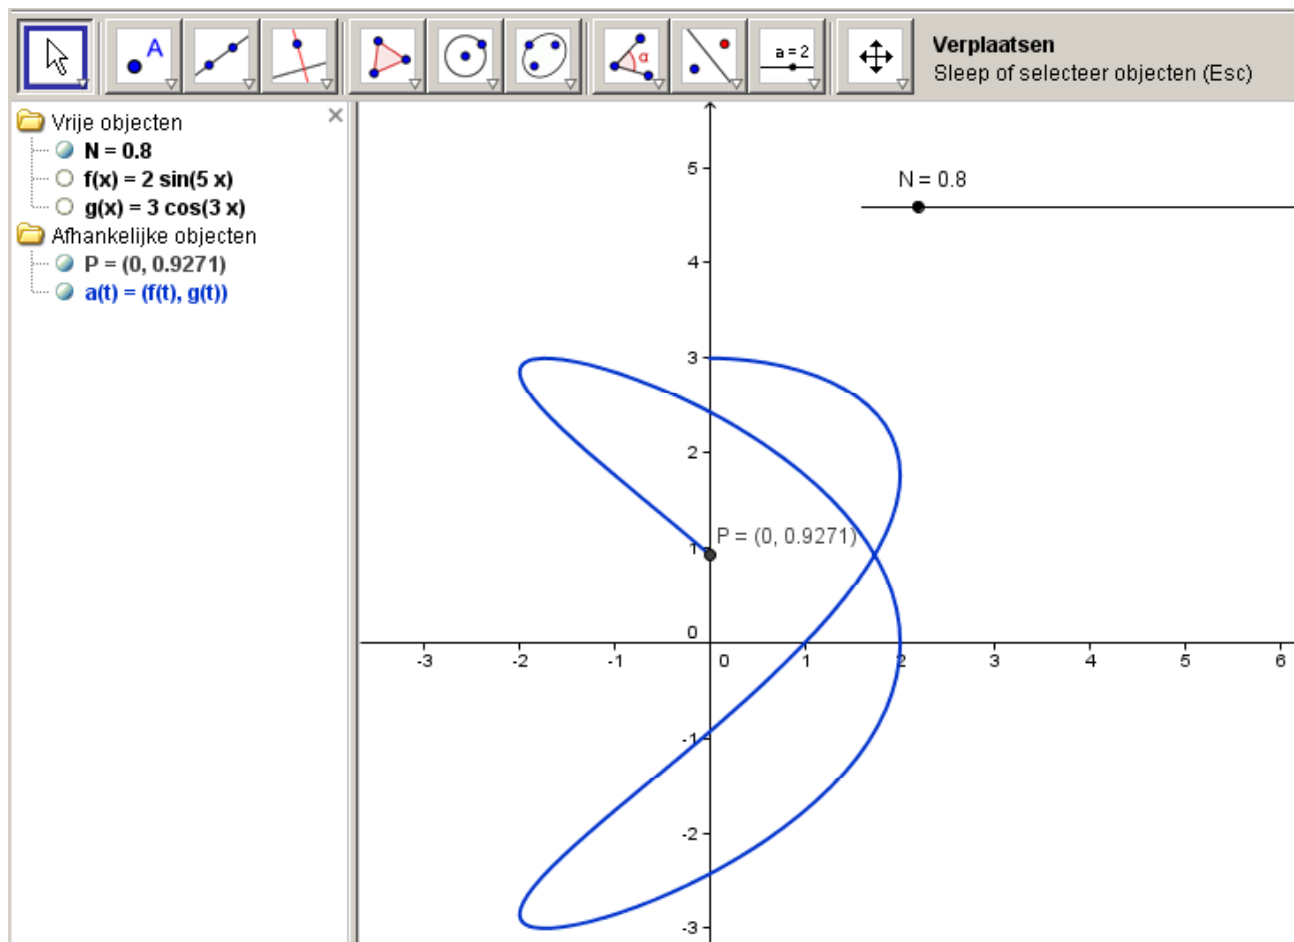 A
α
a = 2
Verplaatsen
Sleep of selecteer objecten (Esc)
Vrije objecten
N = 0.8
f(x) = 2 sin(5 x)
g(x) = 3 cos(3 x)
Afhankelijke objecten
P = (0, 0.9271)
a(t) = (f(t), g(t))
N = 0.8
5
4
3
2
1
P = (0, 0.9271)
0
-3
-2
-1
0
1
2
3
4
5
6
-1
-2
-3